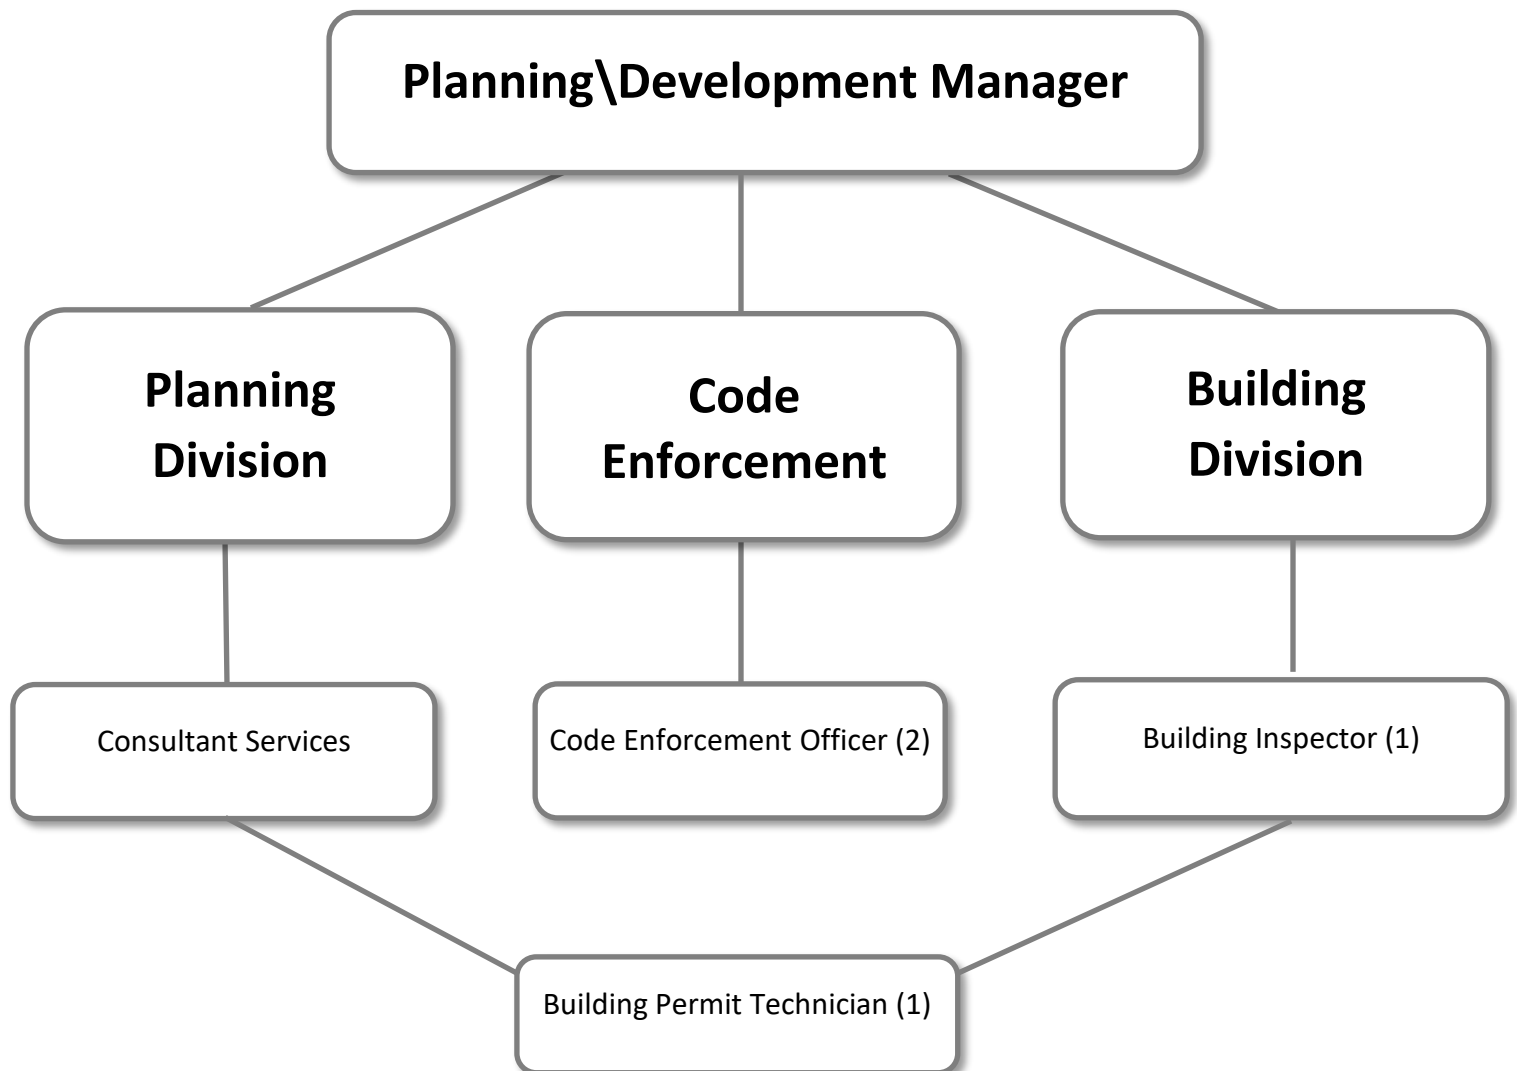 Planning\Development Manager
Planning
Division
Code
Enforcement
Building
Division
Consultant Services
Code Enforcement Officer (2)
Building Inspector (1)
Building Permit Technician (1)